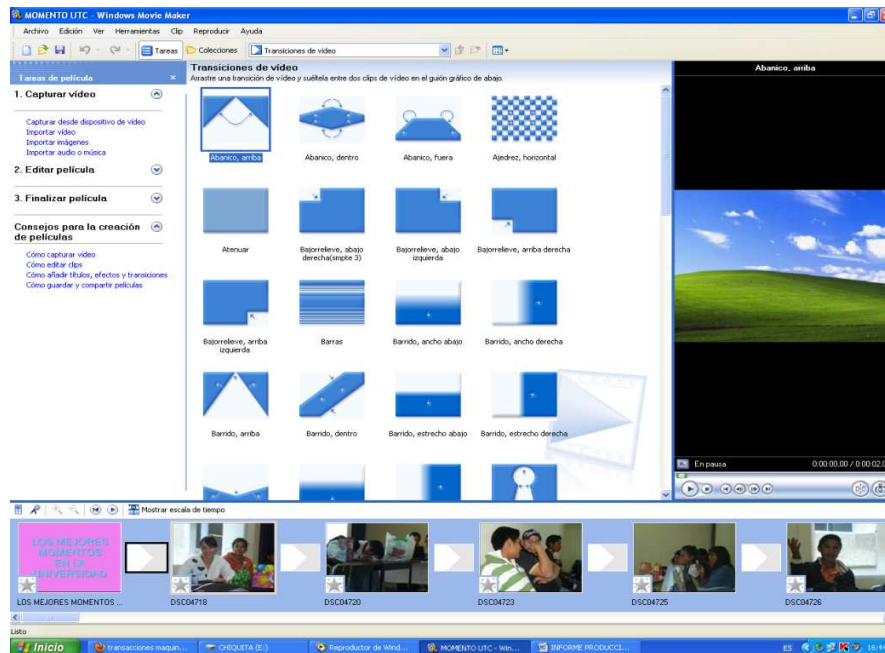 MOMENTO UTC - Windows Movie Maker
Archivo Edición Ver Herramientas Clip Reproducir Ayuda
Tareas Colecciones Transiciones de vídeo
Tareas de película
1. Capturar vídeo
Capturar desde dispositivo de vídeo
Importar vídeo
Importar imágenes
Importar audio o música
2. Editar película
3. Finalizar película
Consejos para la creación
de películas
Cómo capturar vídeo
Cómo editar clips
Cómo añadir títulos, efectos y transiciones
Cómo guardar y compartir películas
Transiciones de vídeo
Arrastre una transición de vídeo y suéltela entre dos clips de vídeo en el guión gráfico de abajo.
Abanico, arriba
Abanico, dentro
Abanico, fuera
Ajedrez, horizontal
Atenuar
Bajorrelieve, abajo
derecha(smpte 3)
Bajorrelieve, abajo
izquierda
Bajorrelieve, arriba derecha
Bajorrelieve, arriba
izquierda
Barras
Barrido, ancho abajo
Barrido, ancho derecha
Barrido, arriba
Barrido, dentro
Barrido, estrecho abajo
Barrido, estrecho derecha
Abanico, arriba
En pausa
0:00:00,00 / 0:00:02,0
Mostrar escala de tiempo
LOS MEJORES
MOMENTOS
EN LA
UNIVERSIDAD
LOS MEJORES MOMENTOS ...
DSC04718
DSC04720
DSC04723
DSC04725
DSC04726
Listo
Inicio
transacciones maquin...
CHIQUITA (E:)
Reproductor de Wind...
MOMENTO UTC - Win...
INFORME PRODUCCI...
ES